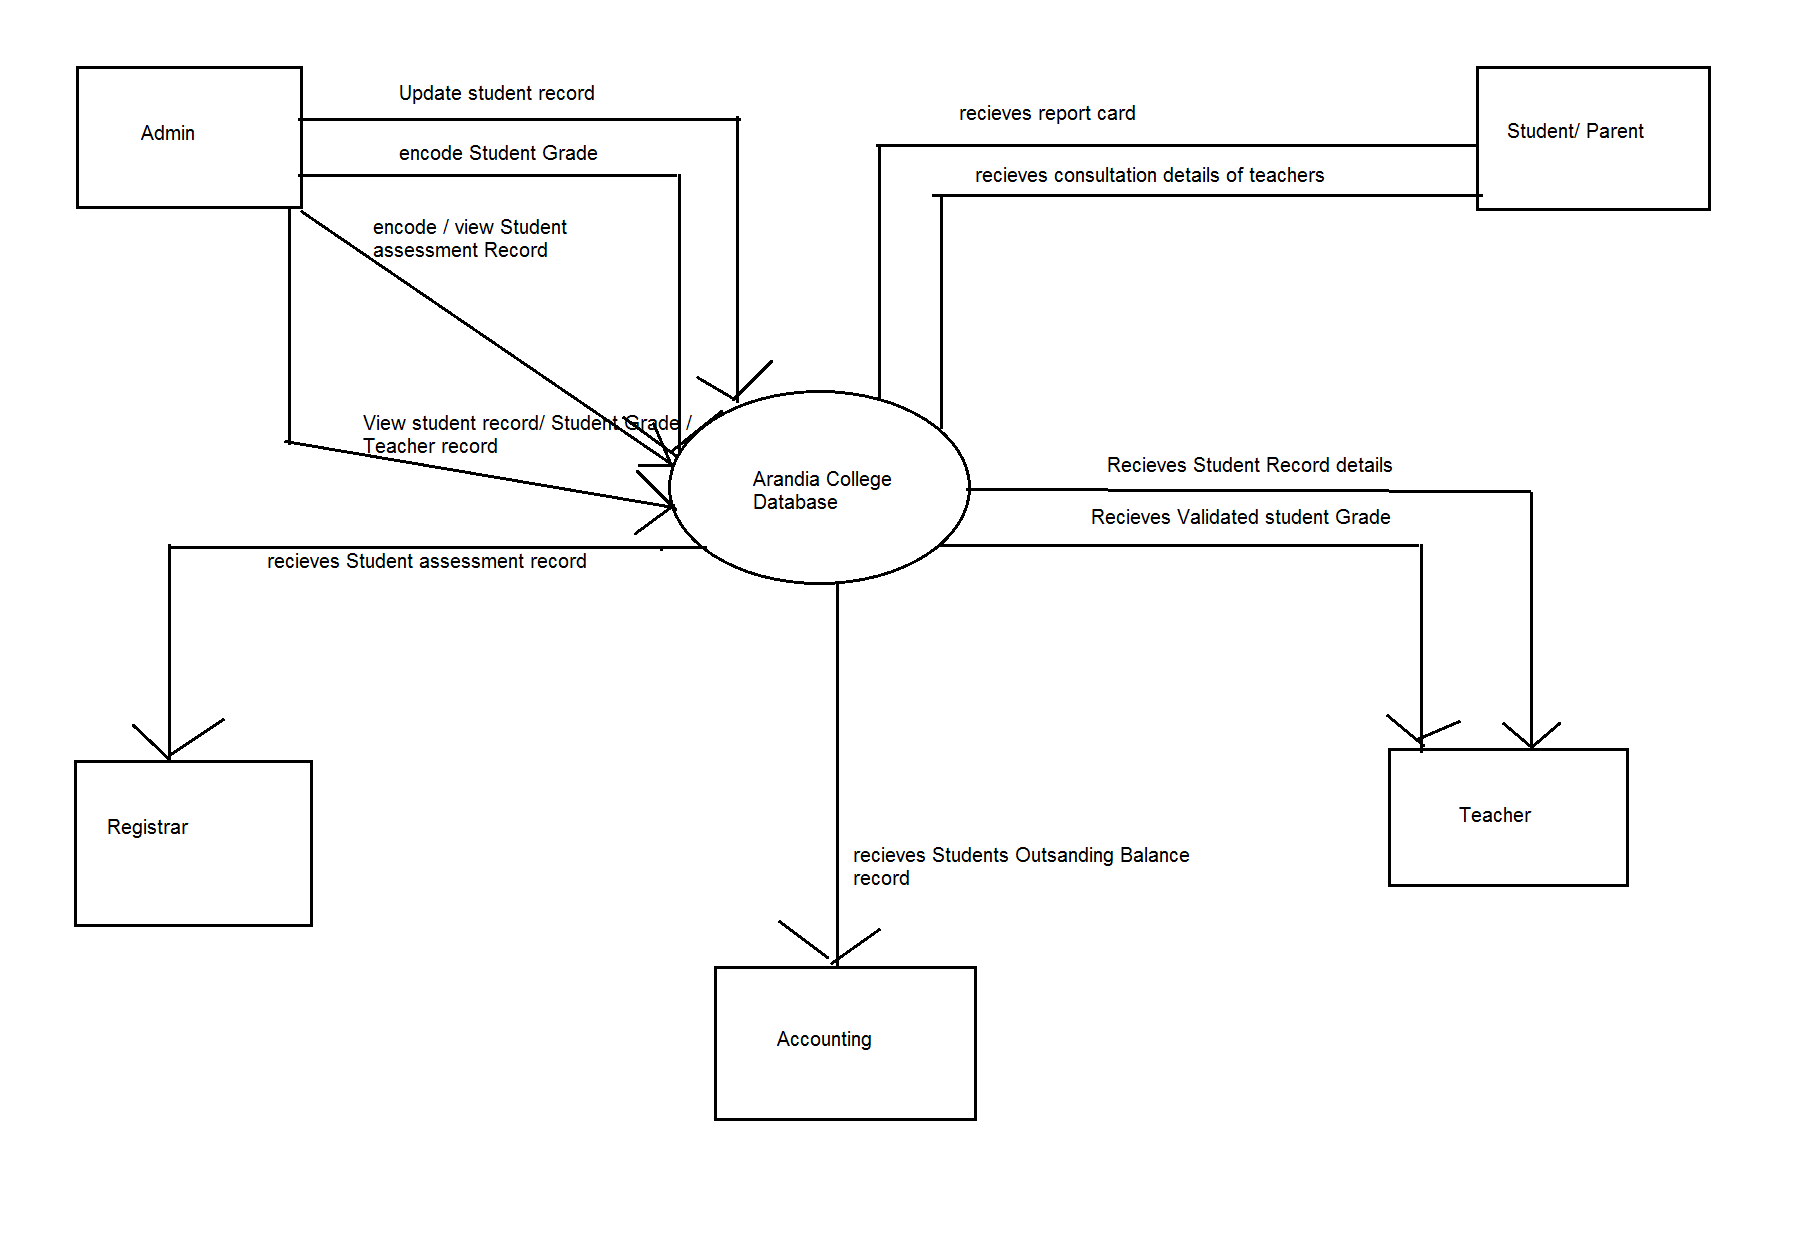 Update student record
recieves report card
Admin
Student/ Parent
encode Student Grade
recieves consultation details of teachers
encode / view Student
assessment Record
View student record/ Student Grade /
Teacher record
Arandia College
Database
Recieves Student Record details
Recieves Validated student Grade
recieves Student assessment record
Registrar
Teacher
recieves Students Outsanding Balance
record
Accounting